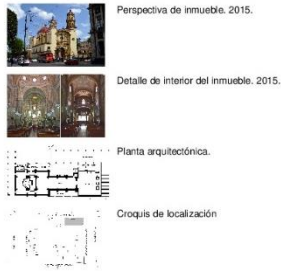 Perspectiva de inmueble. 2015.
Detalle de interior del inmueble. 2015.
Planta arquitectónica.
Croquis de localización